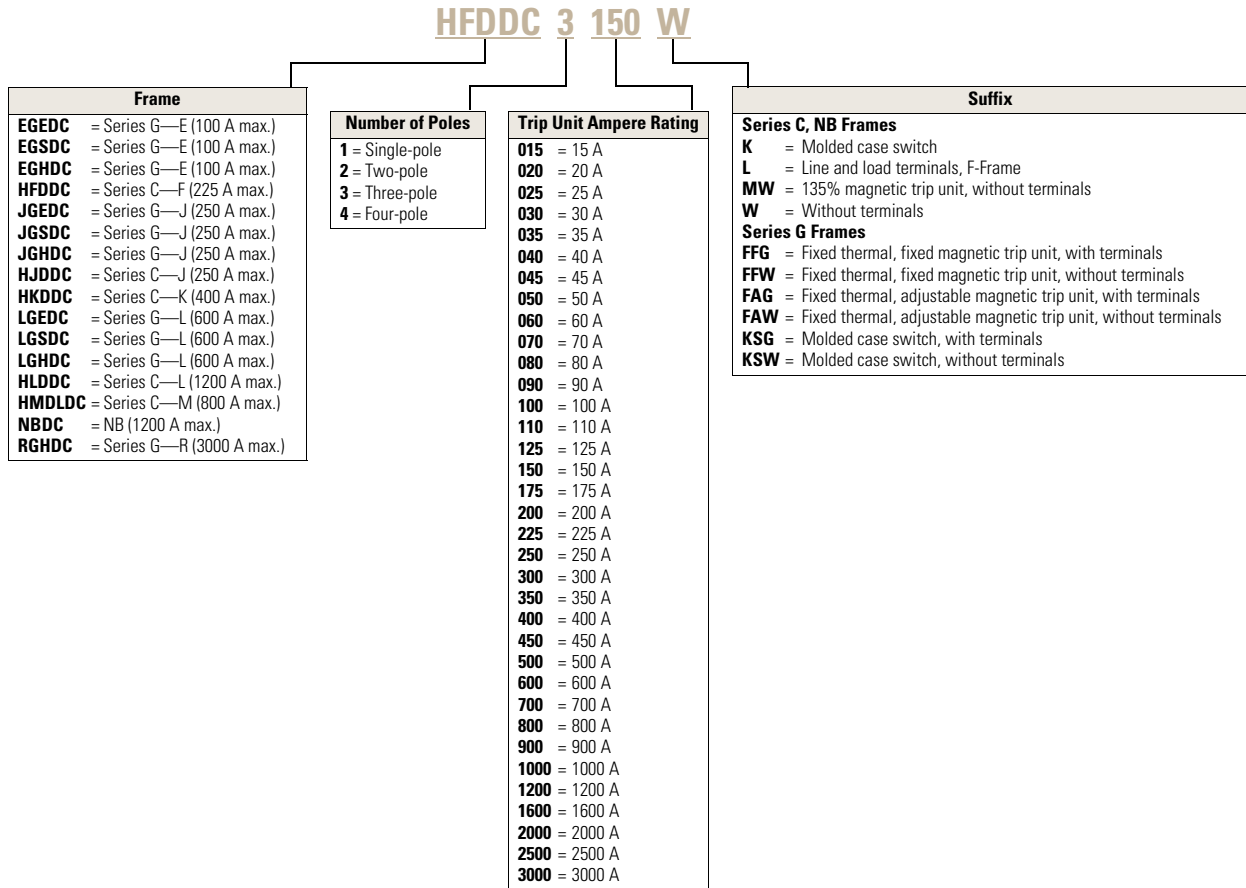 HFDDC 3 150 W
Frame
EGEDC = Series G—E (100 A max.)
EGSDC = Series G—E (100 A max.)
EGHDC = Series G—E (100 A max.)
HFDDC = Series C—F (225 A max.)
JGEDC = Series G—J (250 A max.)
JGSDC = Series G—J (250 A max.)
JGHDC = Series G—J (250 A max.)
HJDDC = Series C—J (250 A max.)
HKDDC = Series C—K (400 A max.)
LGEDC = Series G—L (600 A max.)
LGSDC = Series G—L (600 A max.)
LGHDC = Series G—L (600 A max.)
HLDDC = Series C—L (1200 A max.)
HMDLDC = Series C—M (800 A max.)
NBDC = NB (1200 A max.)
RGHDC = Series G—R (3000 A max.)
Number of Poles
1 = Single-pole
2 = Two-pole
3 = Three-pole
4 = Four-pole
Trip Unit Ampere Rating
015 = 15 A
020 = 20 A
025 = 25 A
030 = 30 A
035 = 35 A
040 = 40 A
045 = 45 A
050 = 50 A
060 = 60 A
070 = 70 A
080 = 80 A
090 = 90 A
100 = 100 A
110 = 110 A
125 = 125 A
150 = 150 A
175 = 175 A
200 = 200 A
225 = 225 A
250 = 250 A
300 = 300 A
350 = 350 A
400 = 400 A
450 = 450 A
500 = 500 A
600 = 600 A
700 = 700 A
800 = 800 A
900 = 900 A
1000 = 1000 A
1200 = 1200 A
1600 = 1600 A
2000 = 2000 A
2500 = 2500 A
3000 = 3000 A
Suffix
Series C, NB Frames
K = Molded case switch
L = Line and load terminals, F-Frame
MW = 135% magnetic trip unit, without terminals
W = Without terminals
Series G Frames
FFG = Fixed thermal, fixed magnetic trip unit, with terminals
FFW = Fixed thermal, fixed magnetic trip unit, without terminals
FAG = Fixed thermal, adjustable magnetic trip unit, with terminals
FAW = Fixed thermal, adjustable magnetic trip unit, without terminals
KSG = Molded case switch, with terminals
KSW = Molded case switch, without terminals